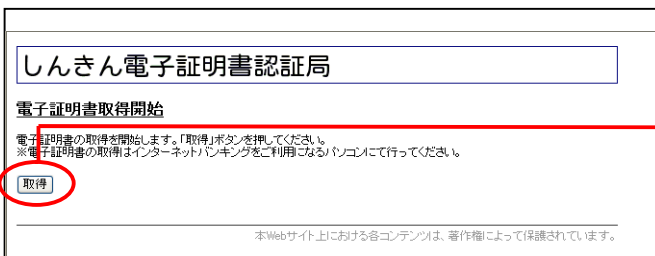 しんきん電子証明書認証局
電子証明書取得開始
電子証明書の取得を開始します。「取得」ボタンを押してください。
※電子証明書の取得はインターネットバンキングをご利用になるパソコンにて行ってください。
取得
本Webサイト上における各コンテンツは、著作権によって保護されています。